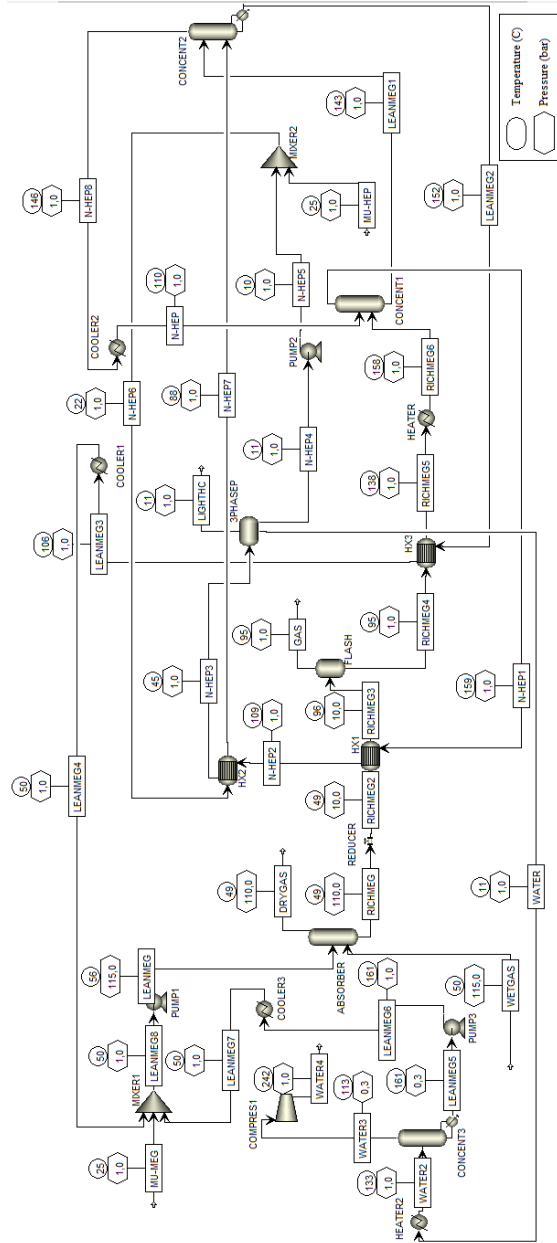 25
1,0
MU-MEG
MIXER1
50
1,0
LEANMEG8
PUMP1
56
115,0
LEANMEG
50
1,0
LEANMEG4
50
1,0
LEANMEG7
106
1,0
LEANMEG3
COOLER1
22
1,0
N-HEP6
COOLER2
146
1,0
N-HEP8
CONCENT2
110
1,0
N-HEP
45
1,0
N-HEP3
88
1,0
N-HEP7
49
110,0
DRYGAS
HX2
11
1,0
LIGHTHC
3PHASEP
COMPRES1
242
1,0
WATER4
COOLER3
109
1,0
N-HEP2
95
1,0
GAS
11
1,0
N-HEP4
PUMP2
10
1,0
N-HEP5
MIXER2
25
1,0
MU-HEP
HEATER2
133
1,0
WATER2
113
0,3
WATER3
CONCENT3
ABSORBER
49
110,0
RICHMEG
REDUCER
49
10,0
RICHMEG2
HX1
96
10,0
RICHMEG3
FLASH
161
1,0
LEANMEG6
161
0,3
LEANMEG5
PUMP3
50
115,0
WETGAS
95
1,0
RICHMEG4
HX3
138
1,0
RICHMEG5
HEATER
158
1,0
RICHMEG6
CONCENT1
143
1,0
LEANMEG1
11
1,0
WATER
159
1,0
N-HEP1
152
1,0
LEANMEG2
Temperature (C)
Pressure (bar)